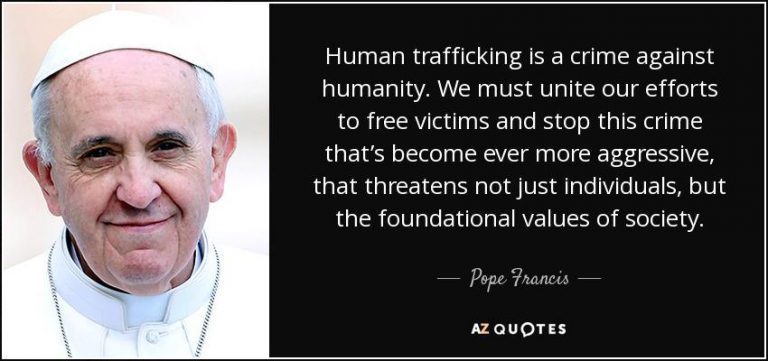 Human trafficking is a crime against
humanity. We must unite our efforts
to free victims and stop this crime
that’s become ever more aggressive,
that threatens not just individuals, but
the foundational values of society.
— Pope Francis —
AZ QUOTES